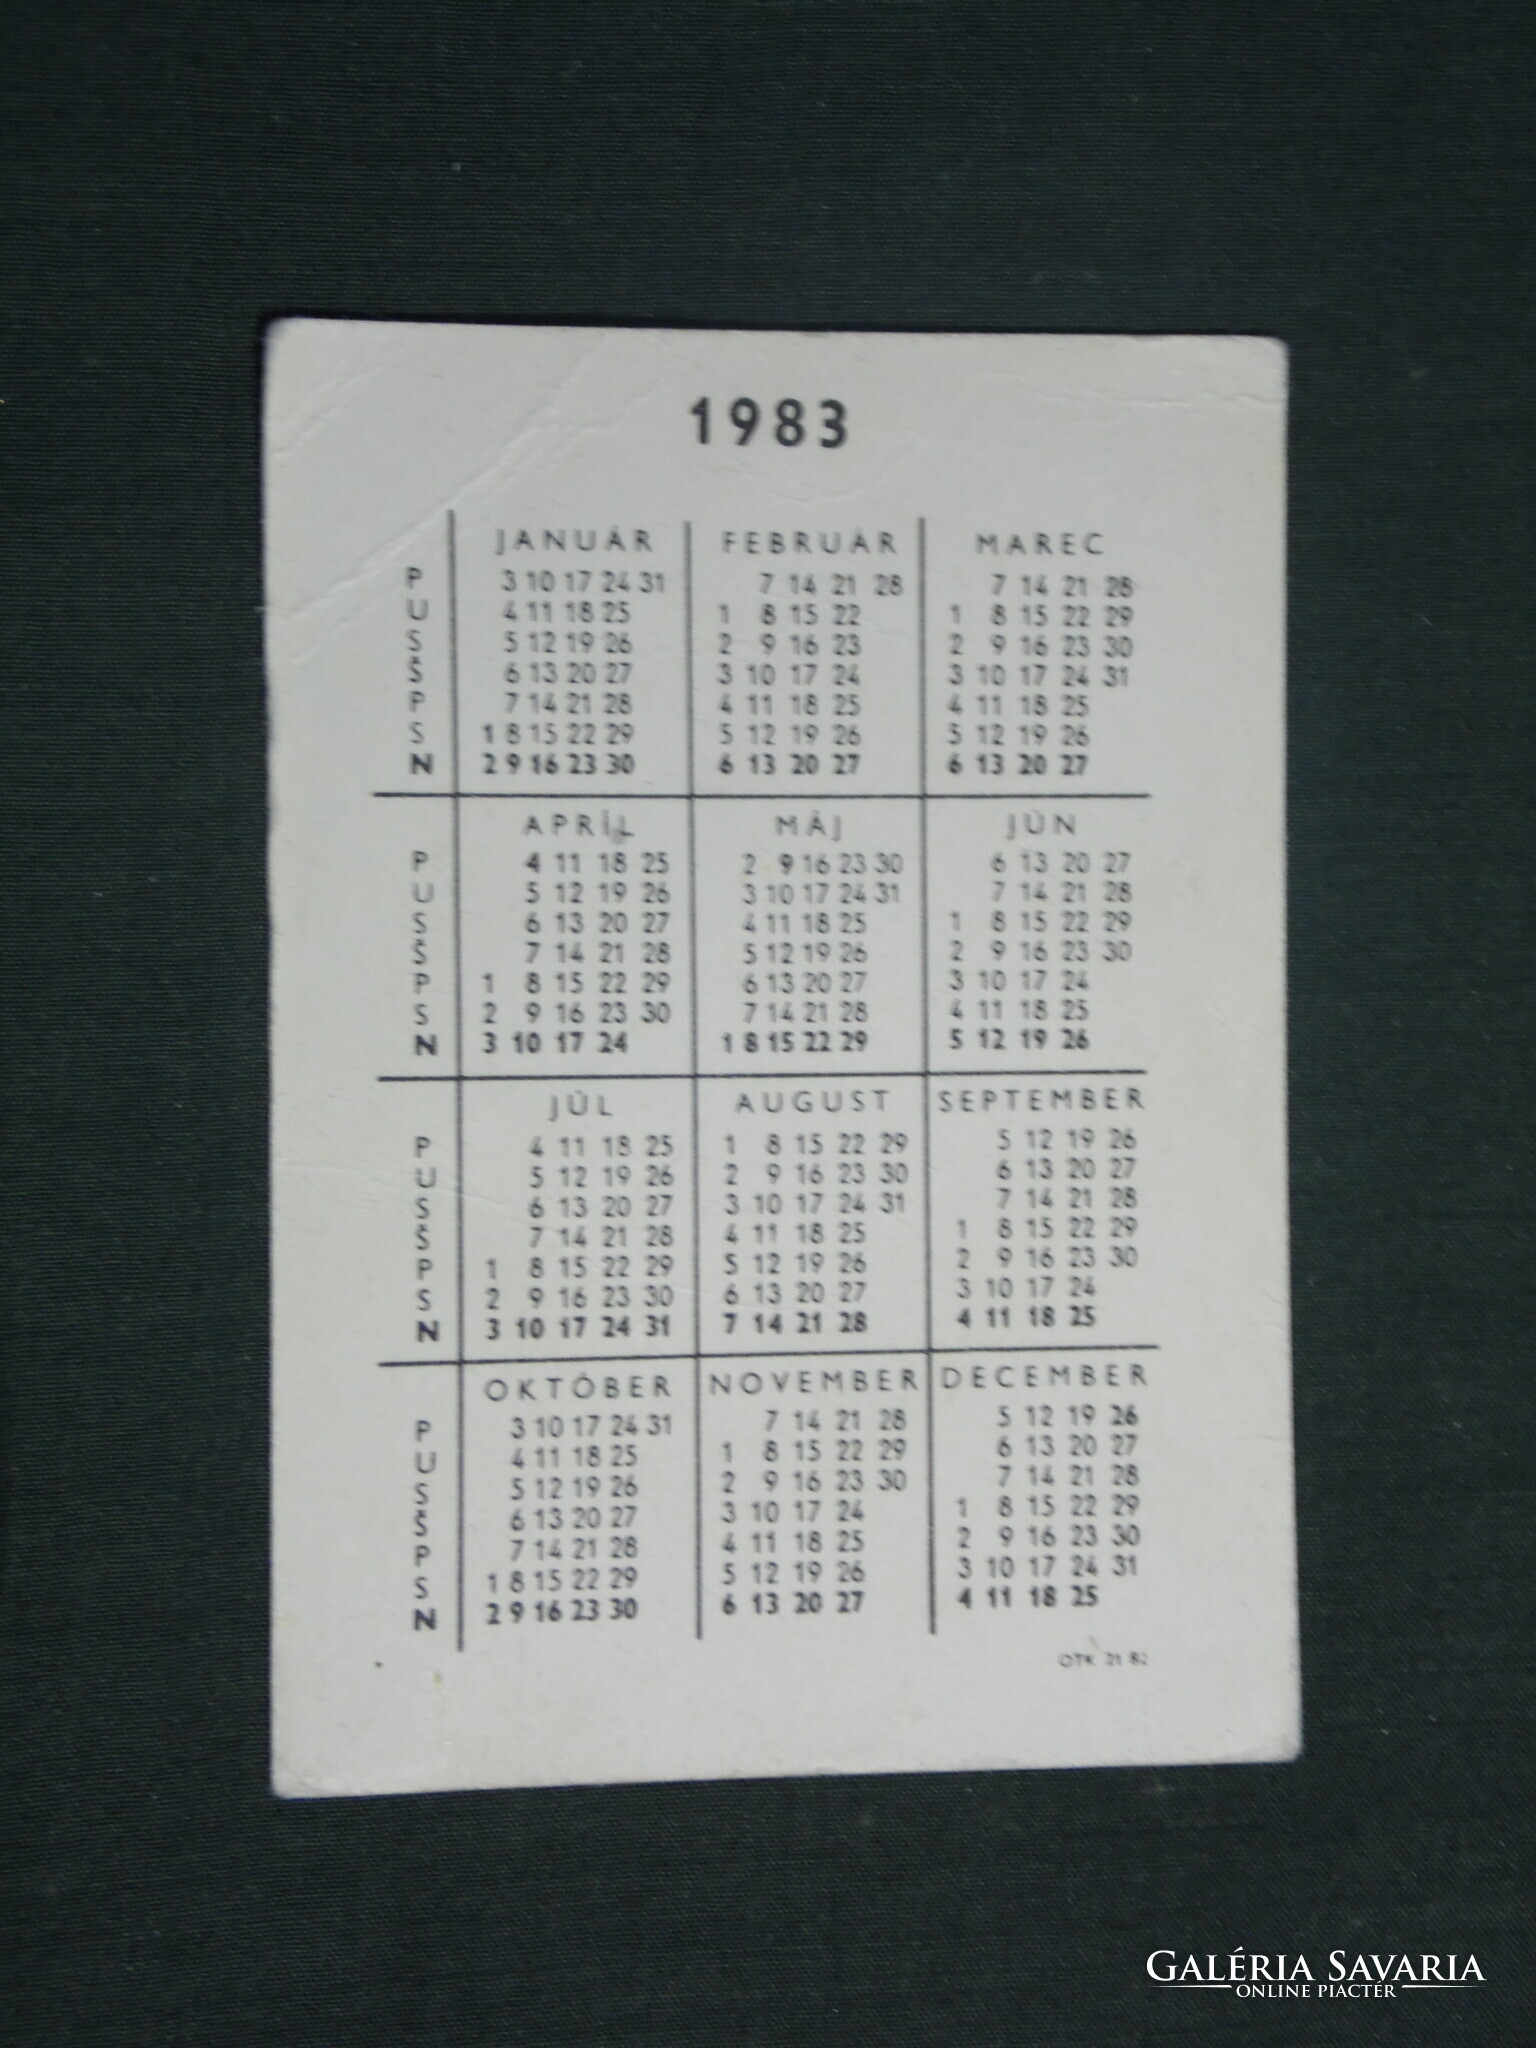 1983
JANUÁR FEBRUÁR MAREC
P 3 10 17 24 31 7 14 21 28 7 14 21 28
U 4 11 18 25 1 8 15 22 1 8 15 22 29
S 5 12 19 26 2 9 16 23 2 9 16 23 30
Š 6 13 20 27 3 10 17 24 3 10 17 24 31
P 7 14 21 28 4 11 18 25 4 11 18 25
S 1 8 15 22 29 5 12 19 26 5 12 19 26
N 2 9 16 23 30 6 13 20 27 6 13 20 27
APRÍL MÁJ JÚN
P 4 11 18 25 2 9 16 23 30 6 13 20 27
U 5 12 19 26 3 10 17 24 31 7 14 21 28
S 6 13 20 27 4 11 18 25 1 8 15 22 29
Š 7 14 21 28 5 12 19 26 2 9 16 23 30
P 1 8 15 22 29 6 13 20 27 3 10 17 24
S 2 9 16 23 30 7 14 21 28 4 11 18 25
N 3 10 17 24 1 8 15 22 29 5 12 19 26
JÚL AUGUST SEPTEMBER
P 4 11 18 25 1 8 15 22 29 5 12 19 26
U 5 12 19 26 2 9 16 23 30 6 13 20 27
S 6 13 20 27 3 10 17 24 31 7 14 21 28
Š 7 14 21 28 4 11 18 25 1 8 15 22 29
P 1 8 15 22 29 5 12 19 26 2 9 16 23 30
S 2 9 16 23 30 6 13 20 27 3 10 17 24
N 3 10 17 24 31 7 14 21 28 4 11 18 25
OKTÓBER NOVEMBER DECEMBER
P 3 10 17 24 31 7 14 21 28 5 12 19 26
U 4 11 18 25 1 8 15 22 29 6 13 20 27
S 5 12 19 26 2 9 16 23 30 7 14 21 28
Š 6 13 20 27 3 10 17 24 1 8 15 22 29
P 7 14 21 28 4 11 18 25 2 9 16 23 30
S 1 8 15 22 29 5 12 19 26 3 10 17 24 31
N 2 9 16 23 30 6 13 20 27 4 11 18 25
OTK 21 82
GALÉRIA SAVARIA
ONLINE PIACTÉR